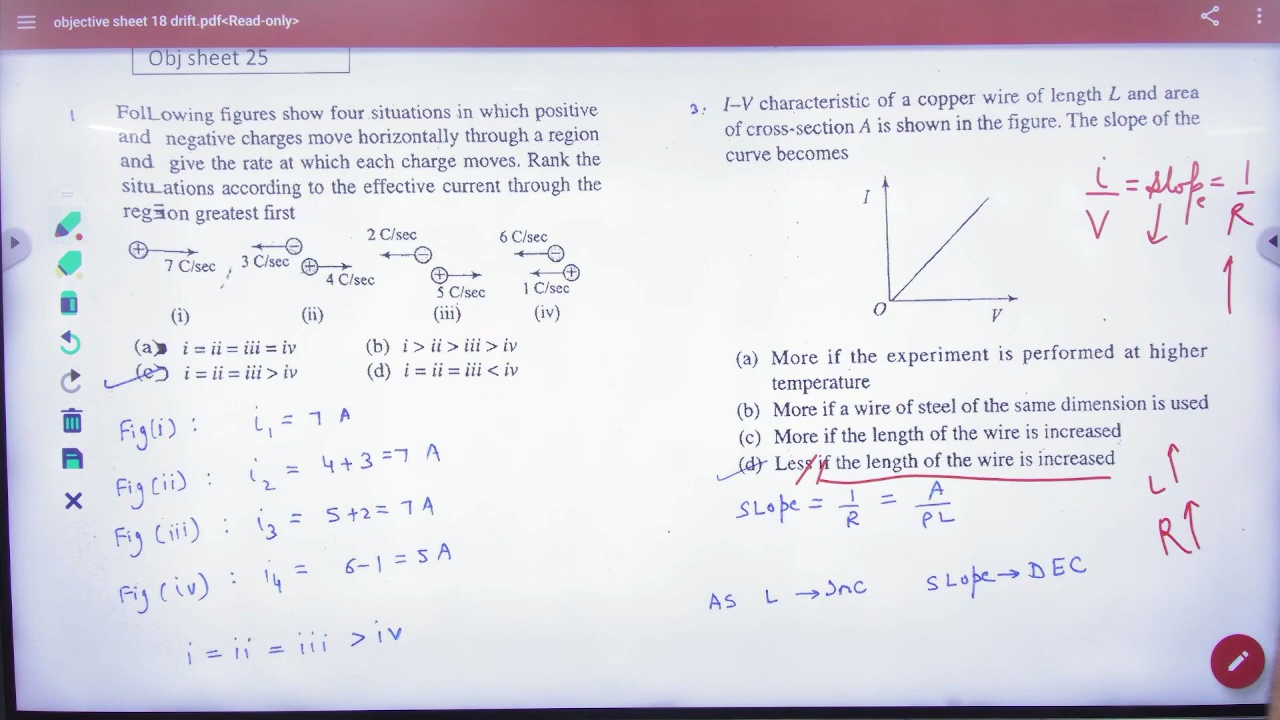 objective sheet 18 drift.pdf<Read-only>
Obj sheet 25
1 FolLowing figures show four situations in which positive
and negative charges move horizontally through a region
and give the rate at which each charge moves. Rank the
situations according to the effective current through the
region greatest first
7 C/sec
3 C/sec
4 C/sec
2 C/sec
5 C/sec
6 C/sec
1 C/sec
(i) (ii) (iii) (iv)
(a) i = ii = iii = iv (b) i > ii > iii > iv
(c) i = ii = iii > iv (d) i = ii = iii < iv
Fig(i) : i1 = 7 A
Fig(ii) : i2 = 4+3=7 A
Fig(iii) : i3 = 5+2=7A
Fig(iv) : i4 = 6-1=5A
i = ii = iii > iv
3. I–V characteristic of a copper wire of length L and area
of cross-section A is shown in the figure. The slope of the
curve becomes
I
O
V
i/V = slope = 1/R
(a) More if the experiment is performed at higher
temperature
(b) More if a wire of steel of the same dimension is used
(c) More if the length of the wire is increased
(d) Less if the length of the wire is increased
SLope = 1/R = A/ρL
L↑
R↑
AS L → Inc SLope → DEC